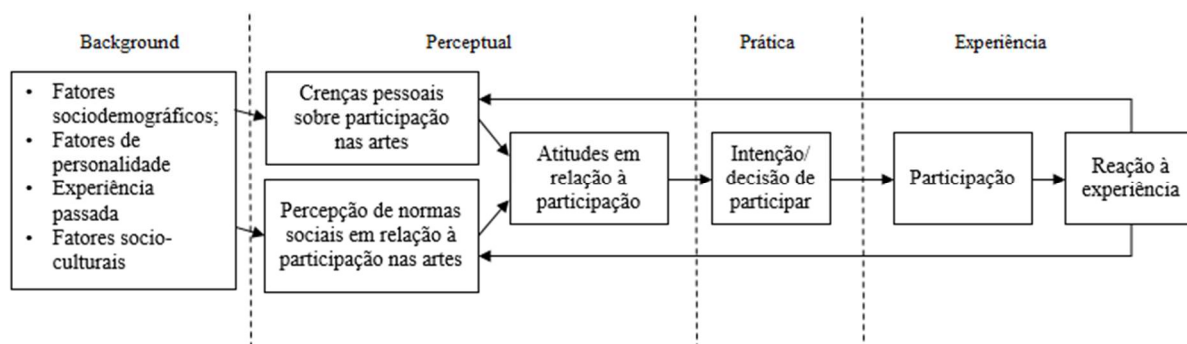 Background
Perceptual
Prática
Experiência
• Fatores
sociodemográficos;
• Fatores de
personalidade
• Experiência
passada
• Fatores socio-
culturais
Crenças pessoais
sobre participação
nas artes
Percepção de normas
sociais em relação à
participação nas artes
Atitudes em
relação à
participação
Intenção/
decisão de
participar
Participação
Reação à
experiência